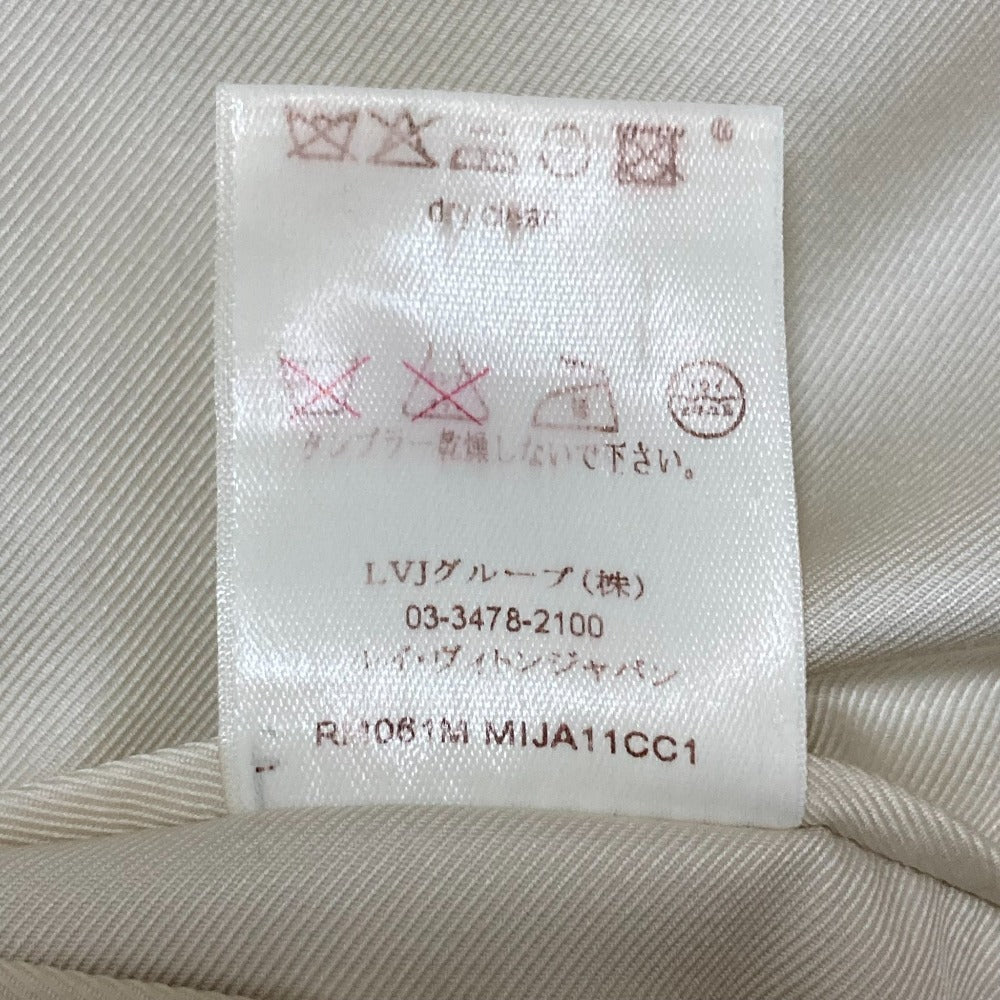 dry clean
タンブラー乾燥しないで下さい。
LVJグループ(株)
03-3478-2100
ルイ・ヴィトンジャパン
MIJA11CC1